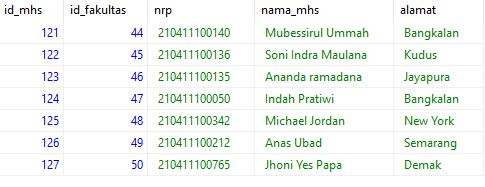 id_mhs id_fakultas nrp nama_mhs alamat
121 44 210411100140 Mubessirul Ummah Bangkalan
122 45 210411100136 Soni Indra Maulana Kudus
123 46 210411100135 Ananda ramadana Jayapura
124 47 210411100050 Indah Pratiwi Bangkalan
125 48 210411100342 Michael Jordan New York
126 49 210411100212 Anas Ubad Semarang
127 50 210411100765 Jhoni Yes Papa Demak